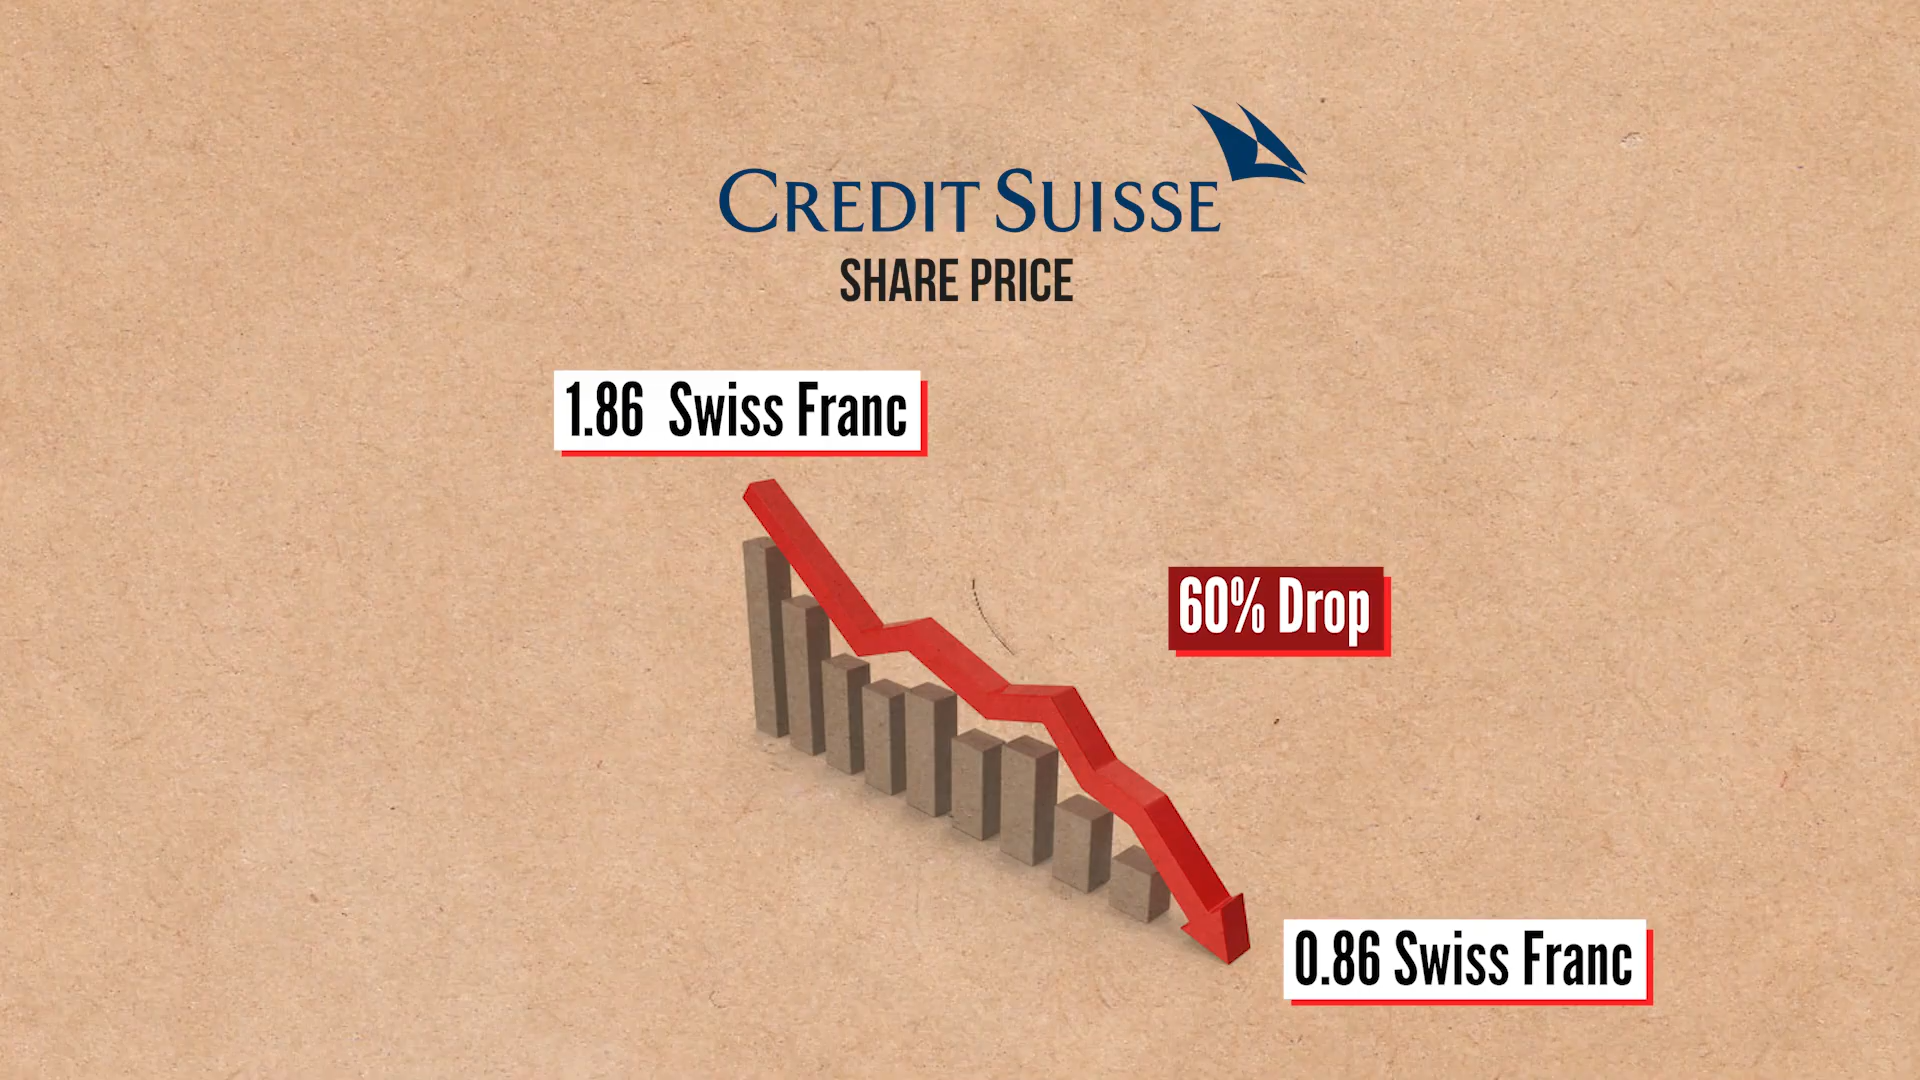 CREDIT SUISSE
SHARE PRICE
1.86 Swiss Franc
60% Drop
0.86 Swiss Franc